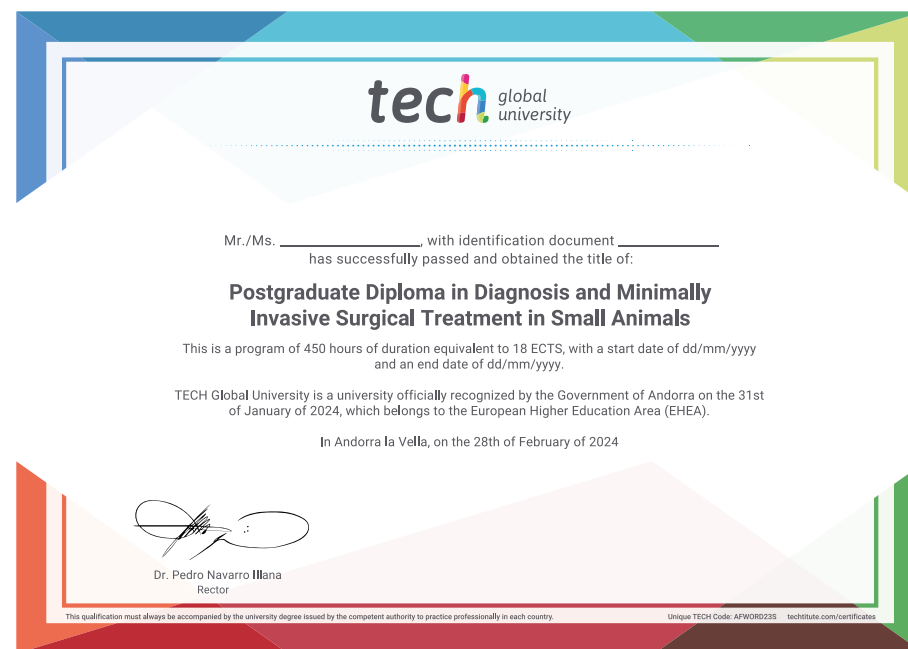 tech global
university
Mr./Ms. ____________________, with identification document ______________
has successfully passed and obtained the title of:
Postgraduate Diploma in Diagnosis and Minimally
Invasive Surgical Treatment in Small Animals
This is a program of 450 hours of duration equivalent to 18 ECTS, with a start date of dd/mm/yyyy
and an end date of dd/mm/yyyy.
TECH Global University is a university officially recognized by the Government of Andorra on the 31st
of January of 2024, which belongs to the European Higher Education Area (EHEA).
In Andorra la Vella, on the 28th of February of 2024
Dr. Pedro Navarro Illana
Rector
This qualification must always be accompanied by the university degree issued by the competent authority to practice professionally in each country.
Unique TECH Code: AFWORD23S techtitute.com/certificates